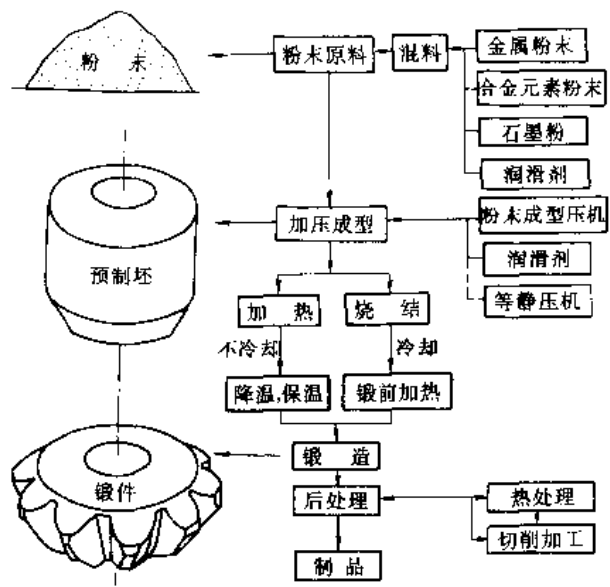 粉末
粉末原料
混料
金属粉末
合金元素粉末
石墨粉
润滑剂
预制坯
加压成型
粉末成型压机
润滑剂
等静压机
加热
烧结
不冷却
冷却
降温,保温
锻前加热
锻件
锻造
后处理
热处理
切削加工
制品